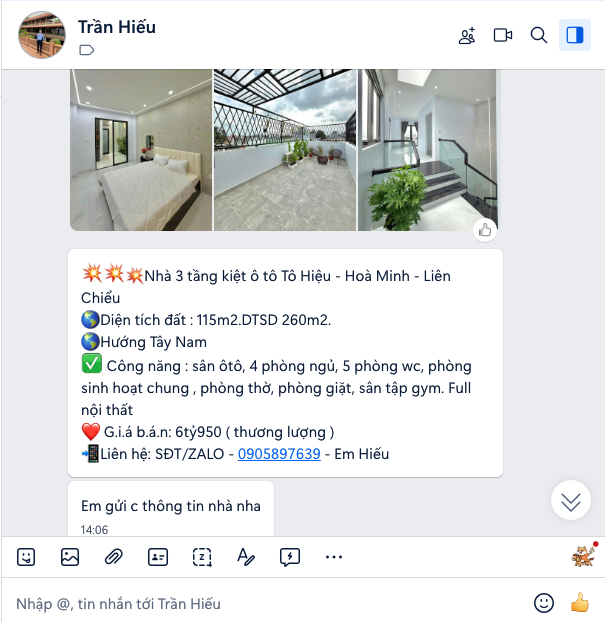 Trần Hiếu
💥💥💥Nhà 3 tầng kiệt ô tô Tô Hiệu - Hoà Minh - Liên
Chiểu
🌎Diện tích đất : 115m2.DTSD 260m2.
🌎Hướng Tây Nam
✅ Công năng : sân ôtô, 4 phòng ngủ, 5 phòng wc, phòng
sinh hoạt chung , phòng thờ, phòng giặt, sân tập gym. Full
nội thất
❤️ G.i.á b.á.n: 6tỷ950 ( thương lượng )
📲Liên hệ: SĐT/ZALO - 0905897639 - Em Hiếu
Em gửi c thông tin nhà nha
14:06
Nhập @, tin nhắn tới Trần Hiếu